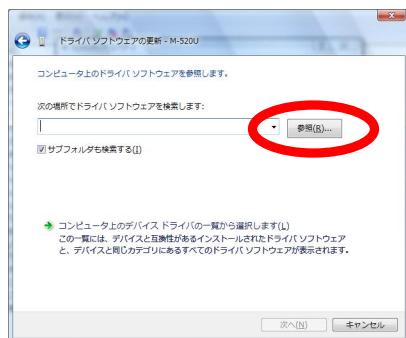 ドライバ ソフトウェアの更新 - M-520U
コンピュータ上のドライバ ソフトウェアを参照します。
次の場所でドライバ ソフトウェアを検索します:
参照(R)...
サブフォルダも検索する(I)
コンピュータ上のデバイス ドライバの一覧から選択します(L)
この一覧には、デバイスと互換性があるインストールされたドライバ ソフトウェア
と、デバイスと同じカテゴリにあるすべてのドライバ ソフトウェアが表示されます。
次へ(N)
キャンセル